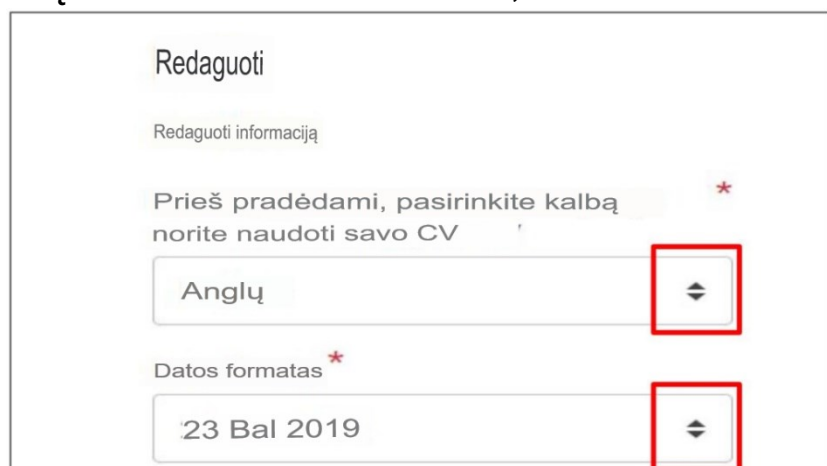 Redaguoti
Redaguoti informaciją
Prieš pradėdami, pasirinkite kalbą *
norite naudoti savo CV
Anglų
Datos formatas *
23 Bal 2019